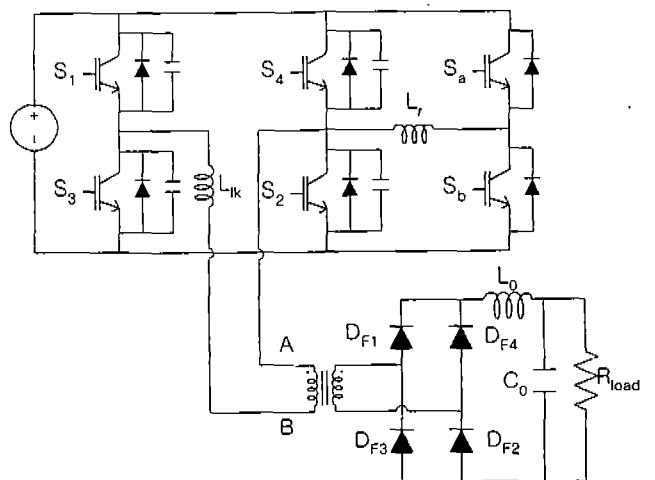 S1 S4 Sa
Lr
+
-
S3 Llk S2 Sb
L0
A DF1 DF4
C0 Rload
B DF3 DF2